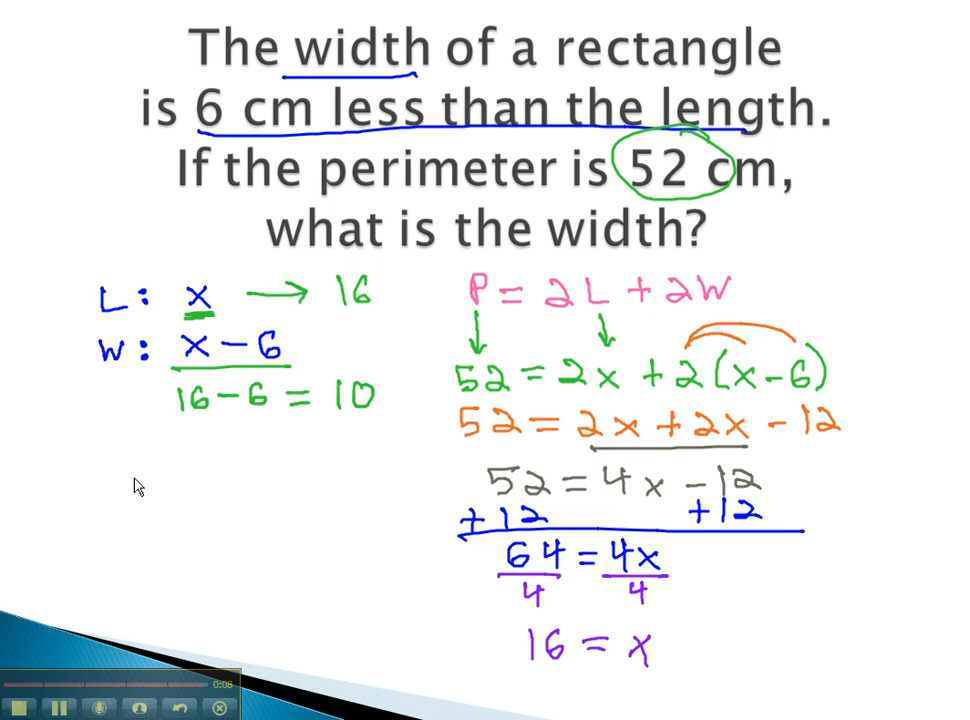 The width of a rectangle
is 6 cm less than the length.
If the perimeter is 52 cm,
what is the width?
L: x → 16
W: x - 6
16 - 6 = 10
P = 2L + 2W
52 = 2x + 2(x - 6)
52 = 2x + 2x - 12
52 = 4x - 12
+12 +12
64 = 4x
4 4
16 = x
0:08